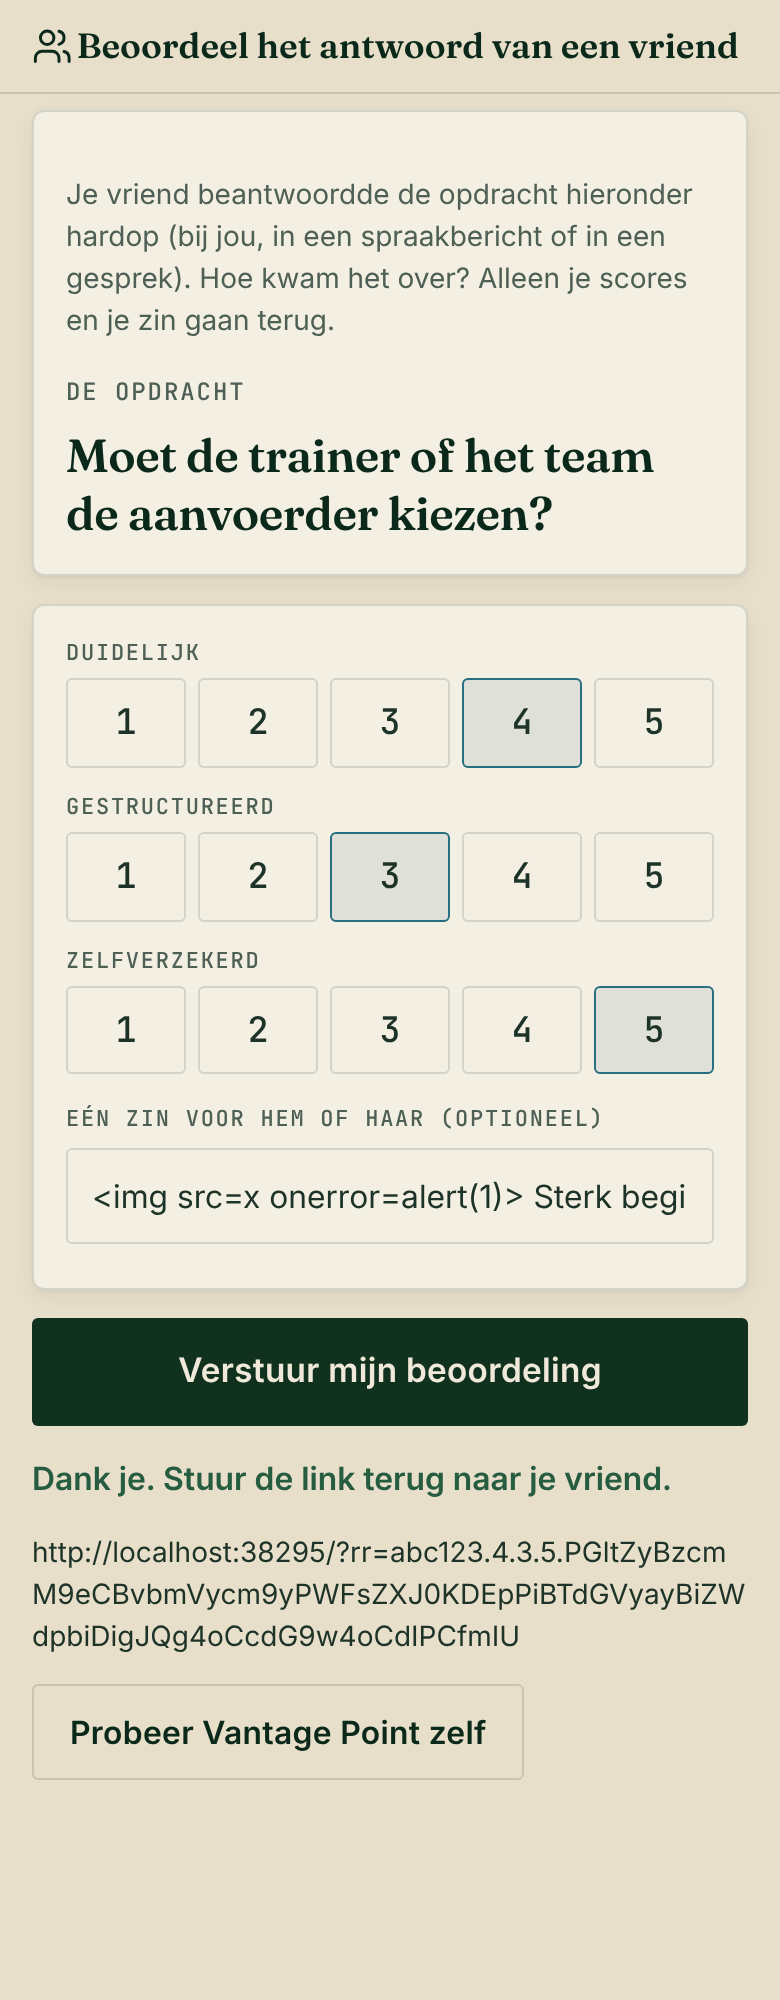 Beoordeel het antwoord van een vriend
Je vriend beantwoordde de opdracht hieronder
hardop (bij jou, in een spraakbericht of in een
gesprek). Hoe kwam het over? Alleen je scores
en je zin gaan terug.
DE OPDRACHT
Moet de trainer of het team
de aanvoerder kiezen?
DUIDELIJK
1 2 3 4 5
GESTRUCTUREERD
1 2 3 4 5
ZELFVERZEKERD
1 2 3 4 5
EÉN ZIN VOOR HEM OF HAAR (OPTIONEEL)
<img src=x onerror=alert(1)> Sterk begi
Verstuur mijn beoordeling
Dank je. Stuur de link terug naar je vriend.
http://localhost:38295/?rr=abc123.4.3.5.PGltZyBzcm
M9eCBvbmVycm9yPWFsZXJ0KDEpPiBTdGVyayBiZW
dpbiDigJQg4oCcdG9w4oCdIPCfmIU
Probeer Vantage Point zelf